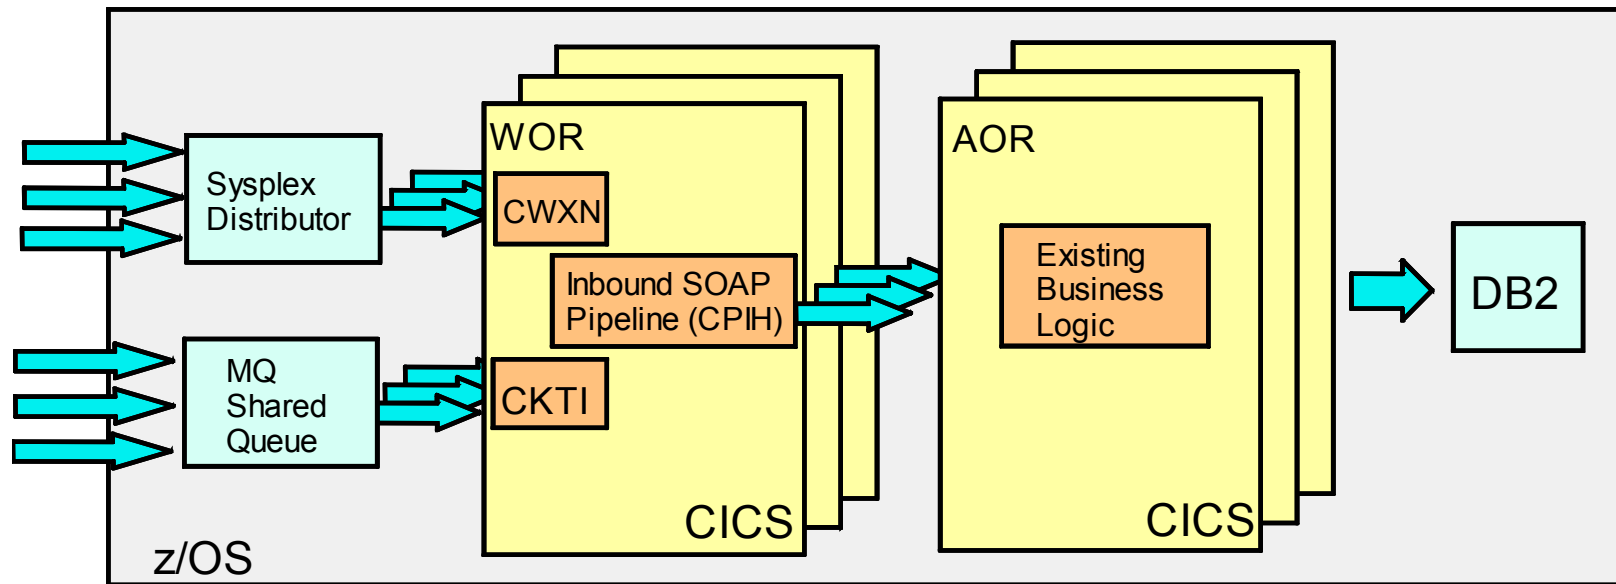 Sysplex
Distributor
MQ
Shared
Queue
WOR
CWXN
Inbound SOAP
Pipeline (CPIH)
CKTI
CICS
AOR
Existing
Business
Logic
CICS
DB2
z/OS